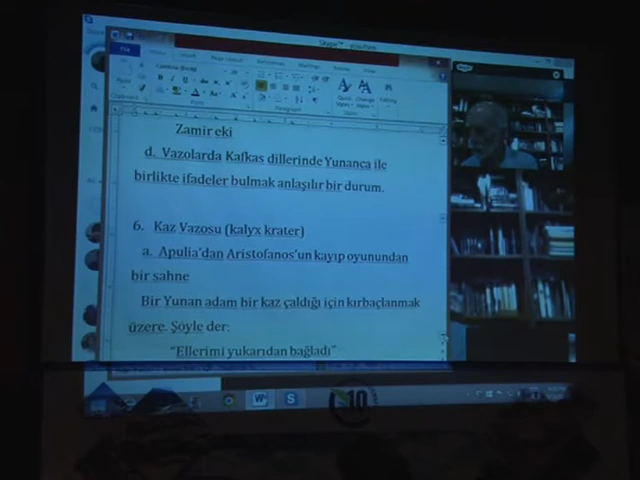 Skype™
Zamir eki
d. Vazolarda Kafkas dillerinde Yunanca ile
birlikte ifadeler bulmak anlaşılır bir durum.
6. Kaz Vazosu (kalyx krater)
a. Apulia'dan Aristofanos'un kayıp oyunundan
bir sahne
Bir Yunan adam bir kaz çaldığı için kırbaçlanmak
üzere. Şöyle der:
"Ellerimi yukarıdan bağladı"
10